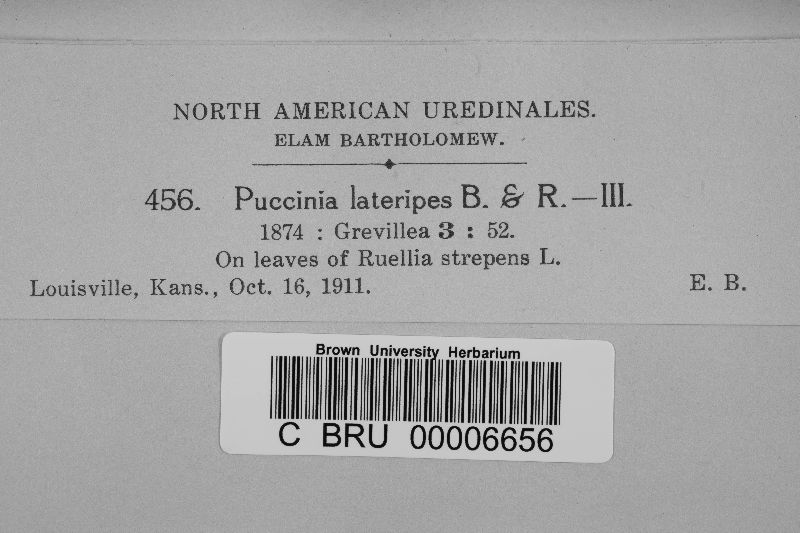 NORTH AMERICAN UREDINALES.
ELAM BARTHOLOMEW.
456. Puccinia lateripes B. & R.—III.
1874 : Grevillea 3 : 52.
On leaves of Ruellia strepens L.
Louisville, Kans., Oct. 16, 1911. E. B.
Brown University Herbarium
C BRU 00006656